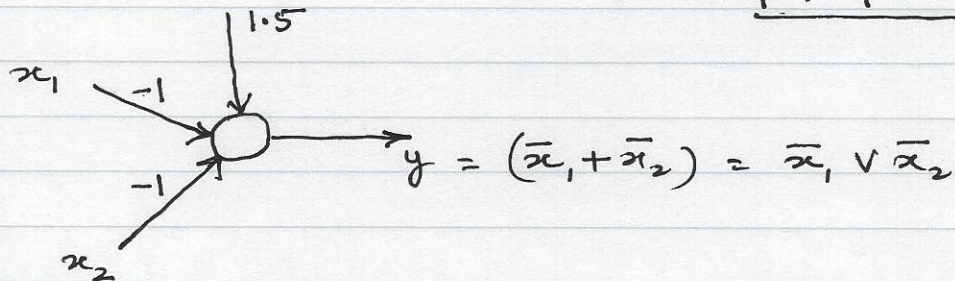 1.5
x₁
-1
-1
y = (x̄₁ + x̄₂) = x̄₁ ∨ x̄₂
x₂